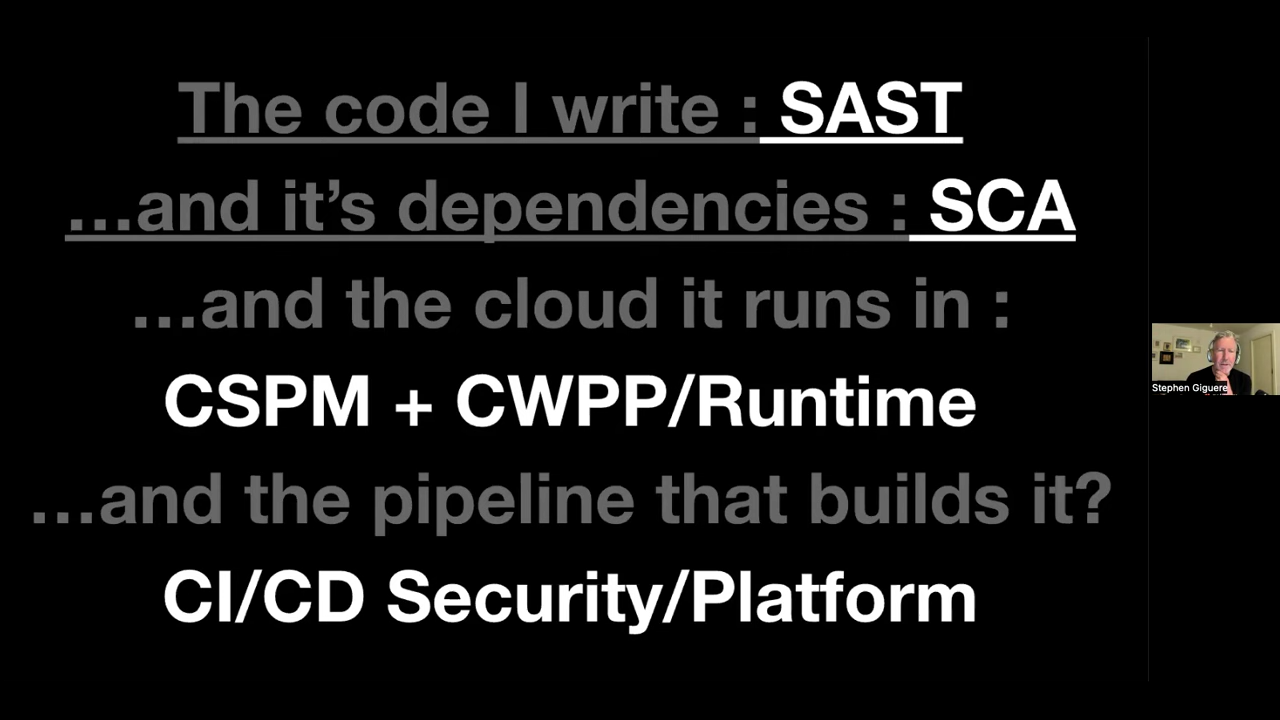 The code I write : SAST
…and it’s dependencies : SCA
…and the cloud it runs in :
CSPM + CWPP/Runtime
…and the pipeline that builds it?
CI/CD Security/Platform
Stephen Giguere